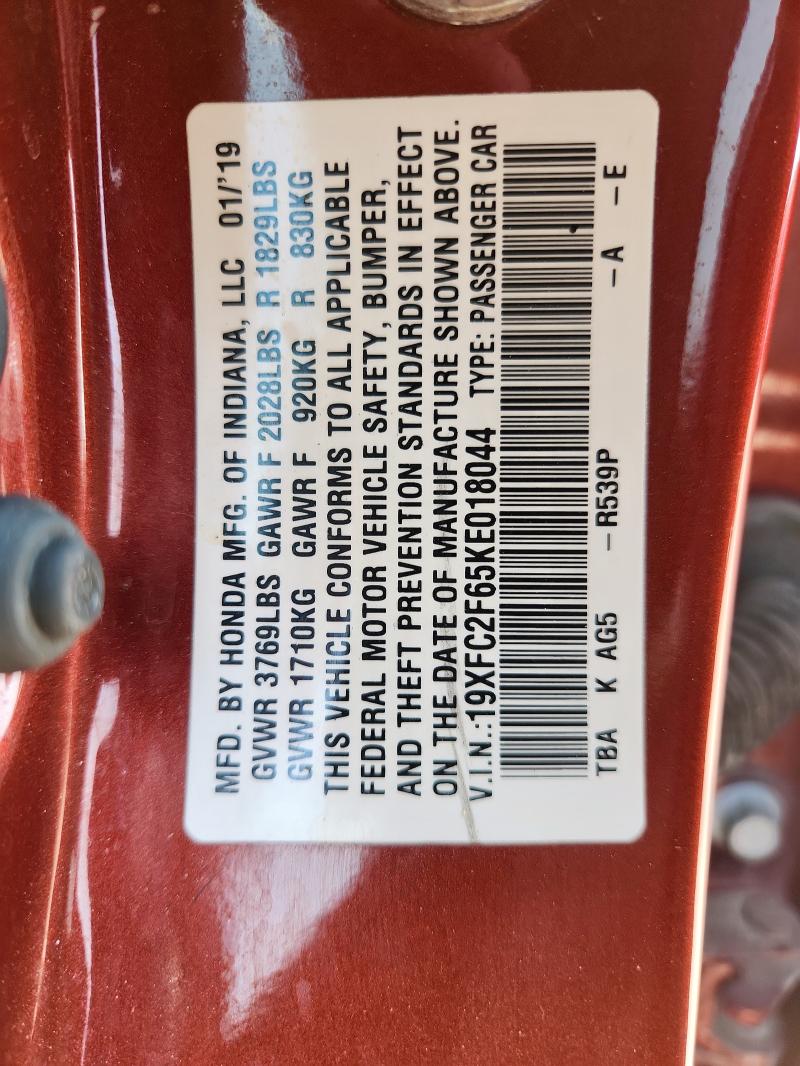 MFD. BY HONDA MFG. OF INDIANA, LLC 01/'19
GVWR 3769LBS GAWR F 2028LBS R 1829LBS
GVWR 1710KG GAWR F 920KG R 830KG
THIS VEHICLE CONFORMS TO ALL APPLICABLE
FEDERAL MOTOR VEHICLE SAFETY, BUMPER,
AND THEFT PREVENTION STANDARDS IN EFFECT
ON THE DATE OF MANUFACTURE SHOWN ABOVE.
V.I.N.:19XFC2F65KE018044 TYPE: PASSENGER CAR
TBA K AG5 -R539P -A -E